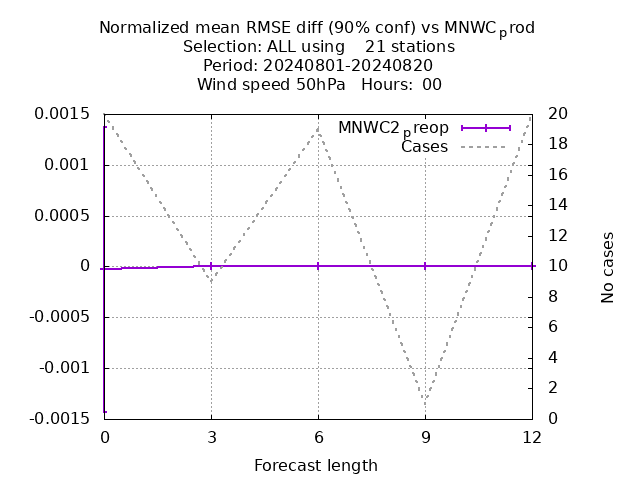 Normalized mean RMSE diff (90% conf) vs MNWC_prod
Selection: ALL using    21 stations
Period: 20240801-20240820
Wind speed 50hPa   Hours:  00
MNWC2_preop
Cases
0.0015
0.001
0.0005
0
-0.0005
-0.001
-0.0015
20
18
16
14
12
10
8
6
4
2
0
No cases
0 3 6 9 12
Forecast length